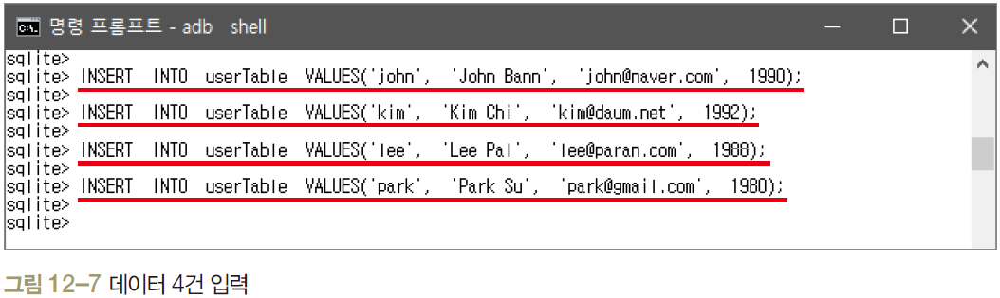 명령 프롬프트 - adb shell
sqlite>
sqlite> INSERT INTO userTable VALUES('john', 'John Bann', 'john@naver.com', 1990);
sqlite>
sqlite> INSERT INTO userTable VALUES('kim', 'Kim Chi', 'kim@daum.net', 1992);
sqlite>
sqlite> INSERT INTO userTable VALUES('lee', 'Lee Pal', 'lee@paran.com', 1988);
sqlite>
sqlite> INSERT INTO userTable VALUES('park', 'Park Su', 'park@gmail.com', 1980);
sqlite>
sqlite>
그림 12-7 데이터 4건 입력